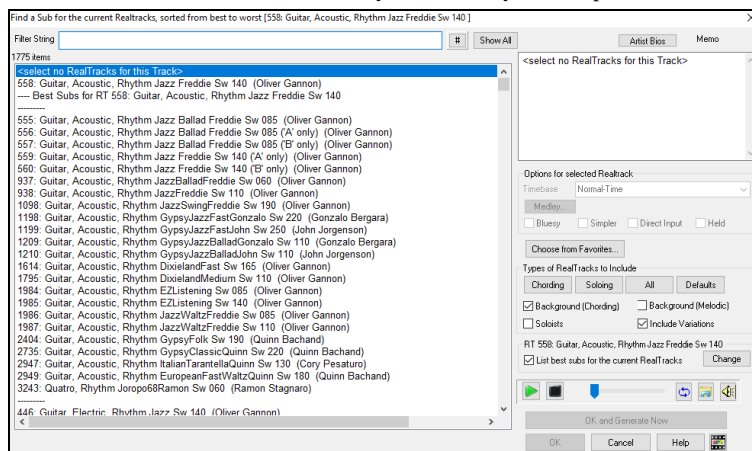 Find a Sub for the current Realtracks, sorted from best to worst [558: Guitar, Acoustic, Rhythm Jazz Freddie Sw 140 ]
Filter String
#
Show All
Artist Bios
Memo
1775 items
<select no RealTracks for this Track>
558: Guitar, Acoustic, Rhythm Jazz Freddie Sw 140 (Oliver Gannon)
---- Best Subs for RT 558: Guitar, Acoustic, Rhythm Jazz Freddie Sw 140
---------
555: Guitar, Acoustic, Rhythm Jazz Ballad Freddie Sw 085 (Oliver Gannon)
556: Guitar, Acoustic, Rhythm Jazz Ballad Freddie Sw 085 ('A' only) (Oliver Gannon)
557: Guitar, Acoustic, Rhythm Jazz Ballad Freddie Sw 085 ('B' only) (Oliver Gannon)
559: Guitar, Acoustic, Rhythm Jazz Freddie Sw 140 ('A' only) (Oliver Gannon)
560: Guitar, Acoustic, Rhythm Jazz Freddie Sw 140 ('B' only) (Oliver Gannon)
937: Guitar, Acoustic, Rhythm JazzBalladFreddie Sw 060 (Oliver Gannon)
938: Guitar, Acoustic, Rhythm JazzFreddie Sw 110 (Oliver Gannon)
1098: Guitar, Acoustic, Rhythm JazzSwingFreddie Sw 190 (Oliver Gannon)
1198: Guitar, Acoustic, Rhythm GypsyJazzFastGonzalo Sw 220 (Gonzalo Bergara)
1199: Guitar, Acoustic, Rhythm GypsyJazzFastJohn Sw 250 (John Jorgenson)
1209: Guitar, Acoustic, Rhythm GypsyJazzBalladGonzalo Sw 110 (Gonzalo Bergara)
1210: Guitar, Acoustic, Rhythm GypsyJazzBalladJohn Sw 110 (John Jorgenson)
1614: Guitar, Acoustic, Rhythm DixielandFast Sw 165 (Oliver Gannon)
1795: Guitar, Acoustic, Rhythm DixielandMedium Sw 110 (Oliver Gannon)
1984: Guitar, Acoustic, Rhythm EZListening Sw 085 (Oliver Gannon)
1985: Guitar, Acoustic, Rhythm EZListening Sw 140 (Oliver Gannon)
1986: Guitar, Acoustic, Rhythm JazzWaltzFreddie Sw 085 (Oliver Gannon)
1987: Guitar, Acoustic, Rhythm JazzWaltzFreddie Sw 110 (Oliver Gannon)
2404: Guitar, Acoustic, Rhythm GypsyFolk Sw 190 (Quinn Bachand)
2735: Guitar, Acoustic, Rhythm GypsyClassicQuinn Sw 220 (Quinn Bachand)
2947: Guitar, Acoustic, Rhythm ItalianTarantellaQuinn Sw 130 (Cory Pesaturo)
2949: Guitar, Acoustic, Rhythm EuropeanFastWaltzQuinn Sw 180 (Quinn Bachand)
3243: Quatro, Rhythm Joropo68Ramon Sw 060 (Ramon Stagnaro)
---------
446: Guitar, Electric, Rhythm Jazz Sw 140 (Oliver Gannon)
<select no RealTracks for this Track>
Options for selected Realtrack
Timebase
Normal-Time
Medley...
Bluesy
Simpler
Direct Input
Held
Choose from Favorites...
Types of RealTracks to Include
Chording
Soloing
All
Defaults
Background (Chording)
Background (Melodic)
Soloists
Include Variations
RT 558: Guitar, Acoustic, Rhythm Jazz Freddie Sw 140
List best subs for the current RealTracks
Change
OK and Generate Now
OK
Cancel
Help